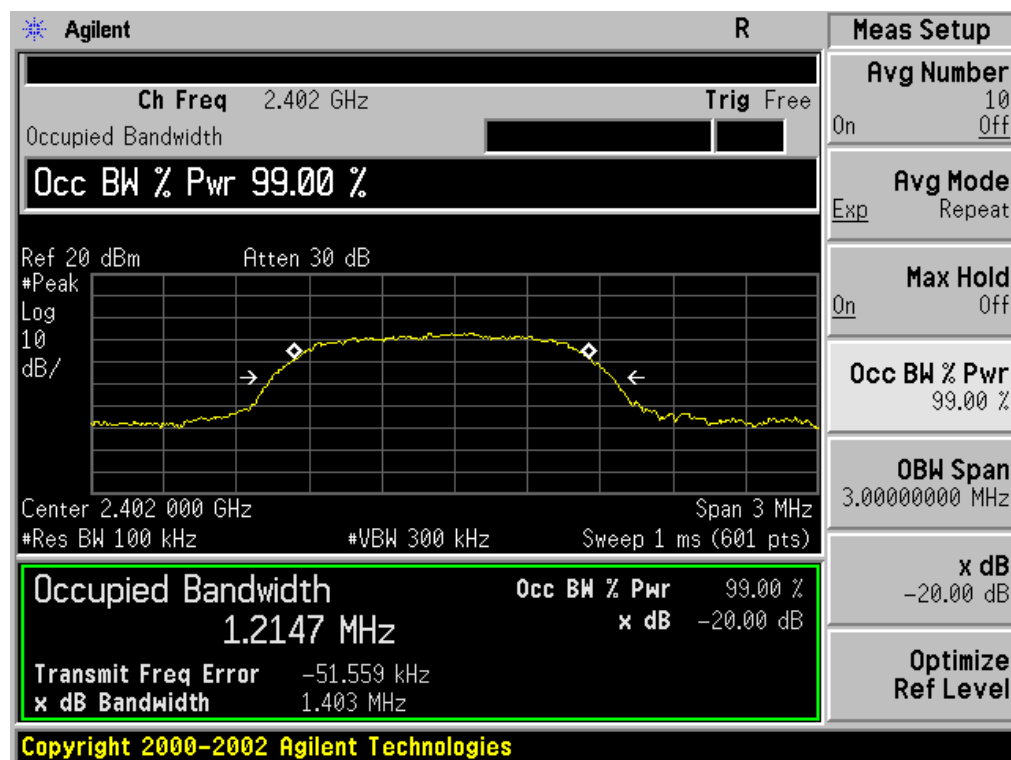 Agilent
R
Meas Setup
Ch Freq 2.402 GHz
Trig Free
Occupied Bandwidth
Occ BW % Pwr 99.00 %
Ref 20 dBm
Atten 30 dB
#Peak
Log
10
dB/
Center 2.402 000 GHz
Span 3 MHz
#Res BW 100 kHz
#VBW 300 kHz
Sweep 1 ms (601 pts)
Occupied Bandwidth
1.2147 MHz
Occ BW % Pwr 99.00 %
x dB -20.00 dB
Transmit Freq Error -51.559 kHz
x dB Bandwidth 1.403 MHz
Avg Number
10
On Off
Avg Mode
Exp Repeat
Max Hold
On Off
Occ BW % Pwr
99.00 %
OBW Span
3.00000000 MHz
x dB
-20.00 dB
Optimize
Ref Level
Copyright 2000-2002 Agilent Technologies